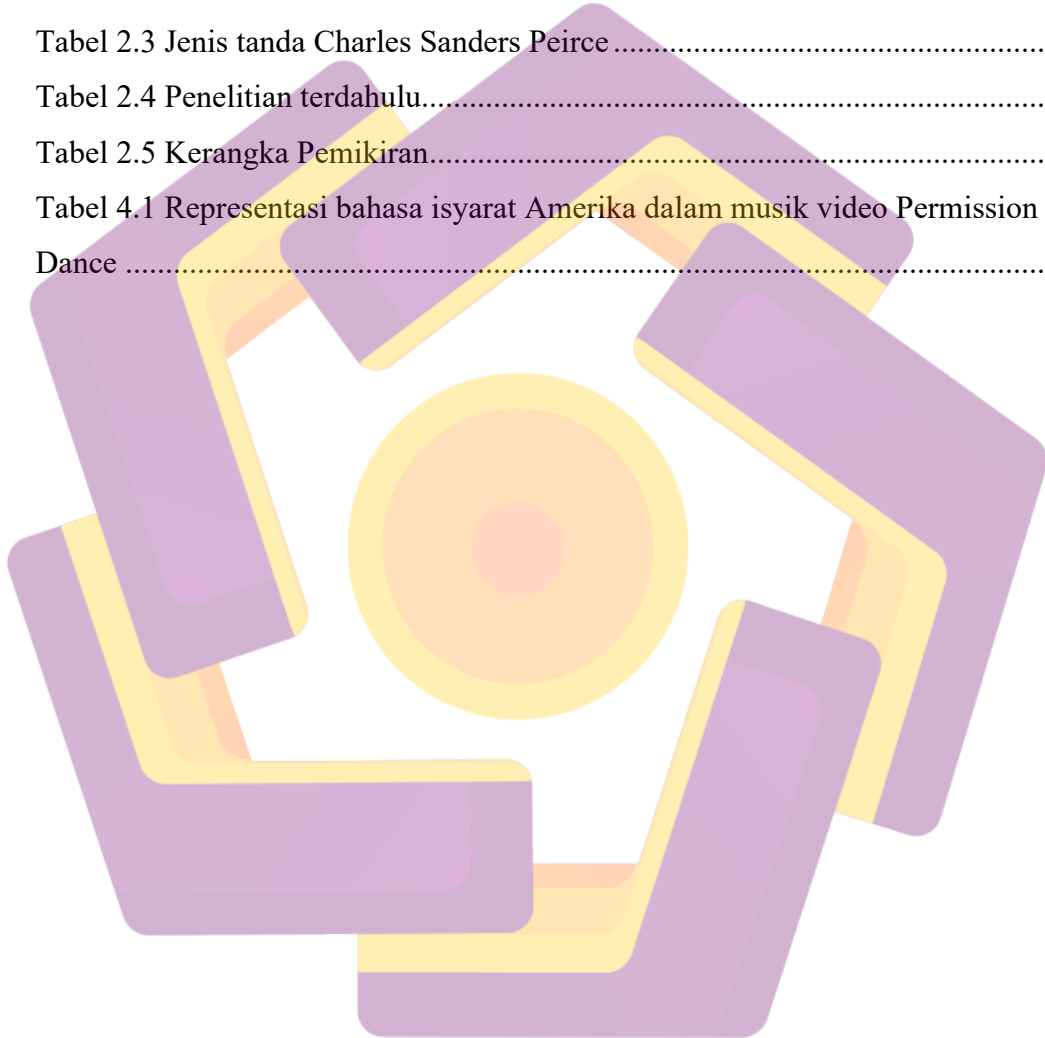 Tabel 2.3 Jenis tanda Charles Sanders Peirce..................................................
Tabel 2.4 Penelitian terdahulu..........................................................................
Tabel 2.5 Kerangka Pemikiran.........................................................................
Tabel 4.1 Representasi bahasa isyarat Amerika dalam musik video Permission
Dance ...............................................................................................................